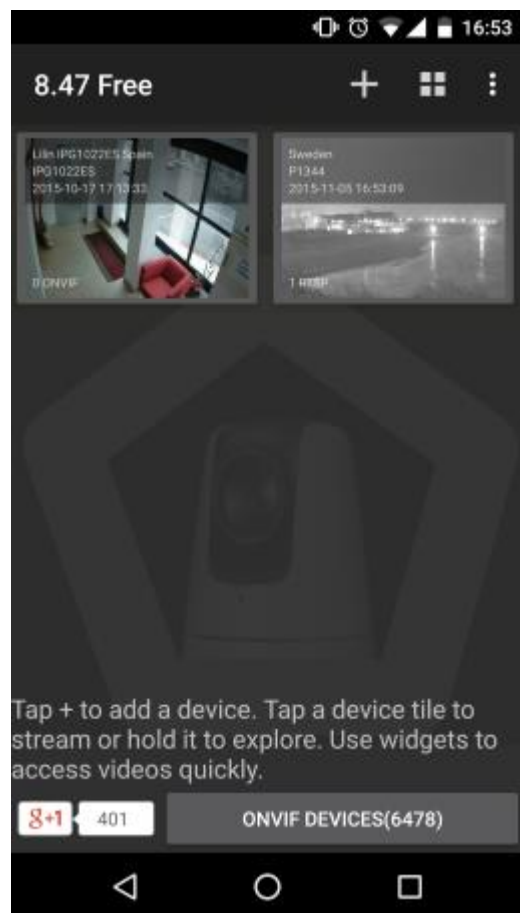 16:53
8.47 Free
Lilin IPG1022ES Spain
IPG1022ES
2015-10-17 17:13:33
0 ONVIF
Sweden
P1344
2015-11-05 16:53:09
1 RTSP
Tap + to add a device. Tap a device tile to
stream or hold it to explore. Use widgets to
access videos quickly.
g+1 401
ONVIF DEVICES(6478)